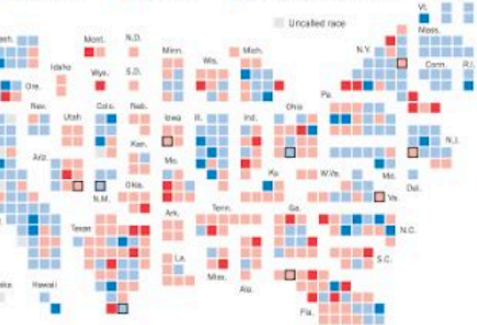 Vt.
Uncalled race
Mass.
Mont.
N.D.
Minn.
Mich.
N.Y.
Wis.
Conn.
R.I.
Idaho
Wyo.
S.D.
Ore.
Pa.
Nev.
Colo.
Neb.
Iowa
Ill.
Ind.
Ohio
Utah
Kan.
N.J.
Ariz.
Mo.
W.Va.
Md.
Okla.
Del.
N.M.
Va.
Ark.
Tenn.
Ga.
Texas
N.C.
S.C.
La.
Miss.
Ala.
Hawaii
Fla.